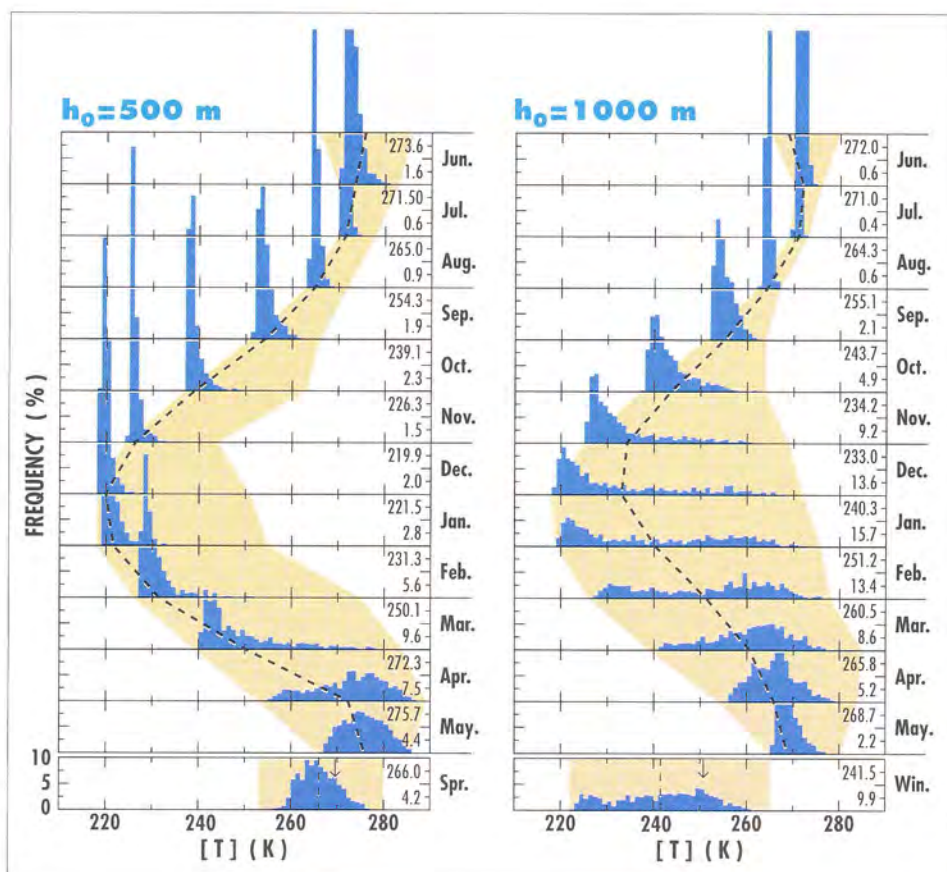 h₀=500 m
h₀=1000 m
FREQUENCY (%)
273.6
1.6
Jun.
271.50
0.6
Jul.
265.0
0.9
Aug.
254.3
1.9
Sep.
239.1
2.3
Oct.
226.3
1.5
Nov.
219.9
2.0
Dec.
221.5
2.8
Jan.
231.3
5.6
Feb.
250.1
9.6
Mar.
272.3
7.5
Apr.
275.7
4.4
May.
10
5
0
266.0
4.2
Spr.
220 240 260 280
[T] (K)
272.0
0.6
Jun.
271.0
0.4
Jul.
264.3
0.6
Aug.
255.1
2.1
Sep.
243.7
4.9
Oct.
234.2
9.2
Nov.
233.0
13.6
Dec.
240.3
15.7
Jan.
251.2
13.4
Feb.
260.5
8.6
Mar.
265.8
5.2
Apr.
268.7
2.2
May.
241.5
9.9
Win.
220 240 260 280
[T] (K)